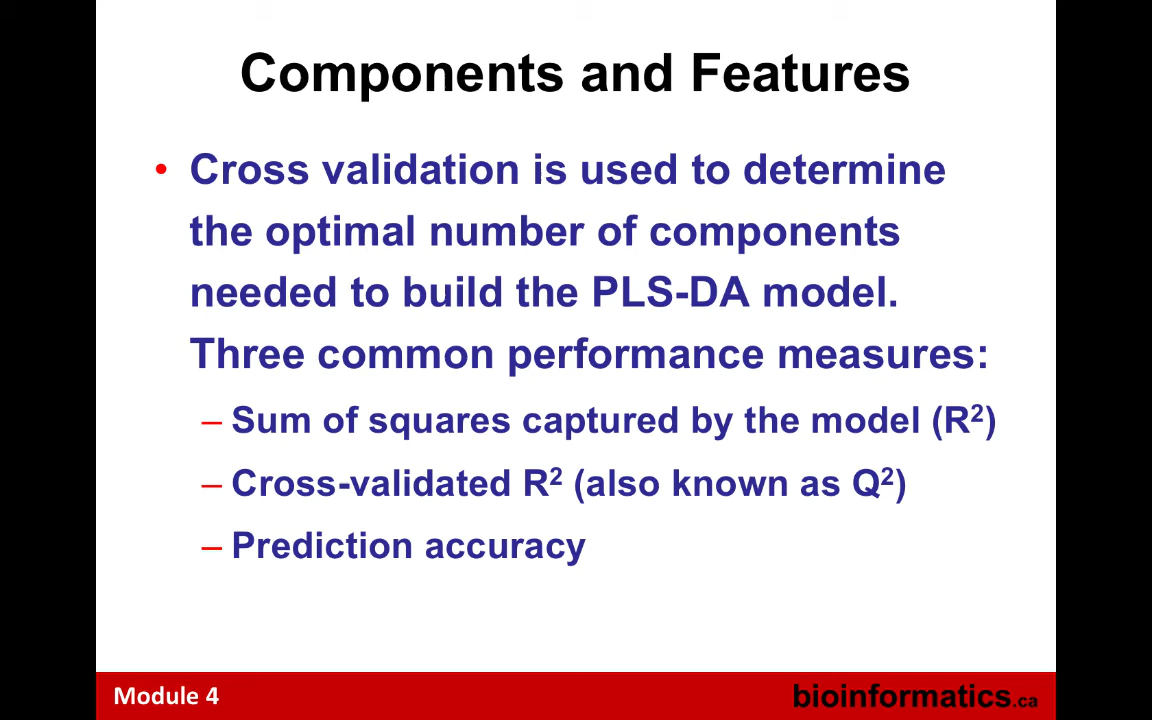 Components and Features
• Cross validation is used to determine
the optimal number of components
needed to build the PLS-DA model.
Three common performance measures:
– Sum of squares captured by the model (R²)
– Cross-validated R² (also known as Q²)
– Prediction accuracy
Module 4
bioinformatics.ca